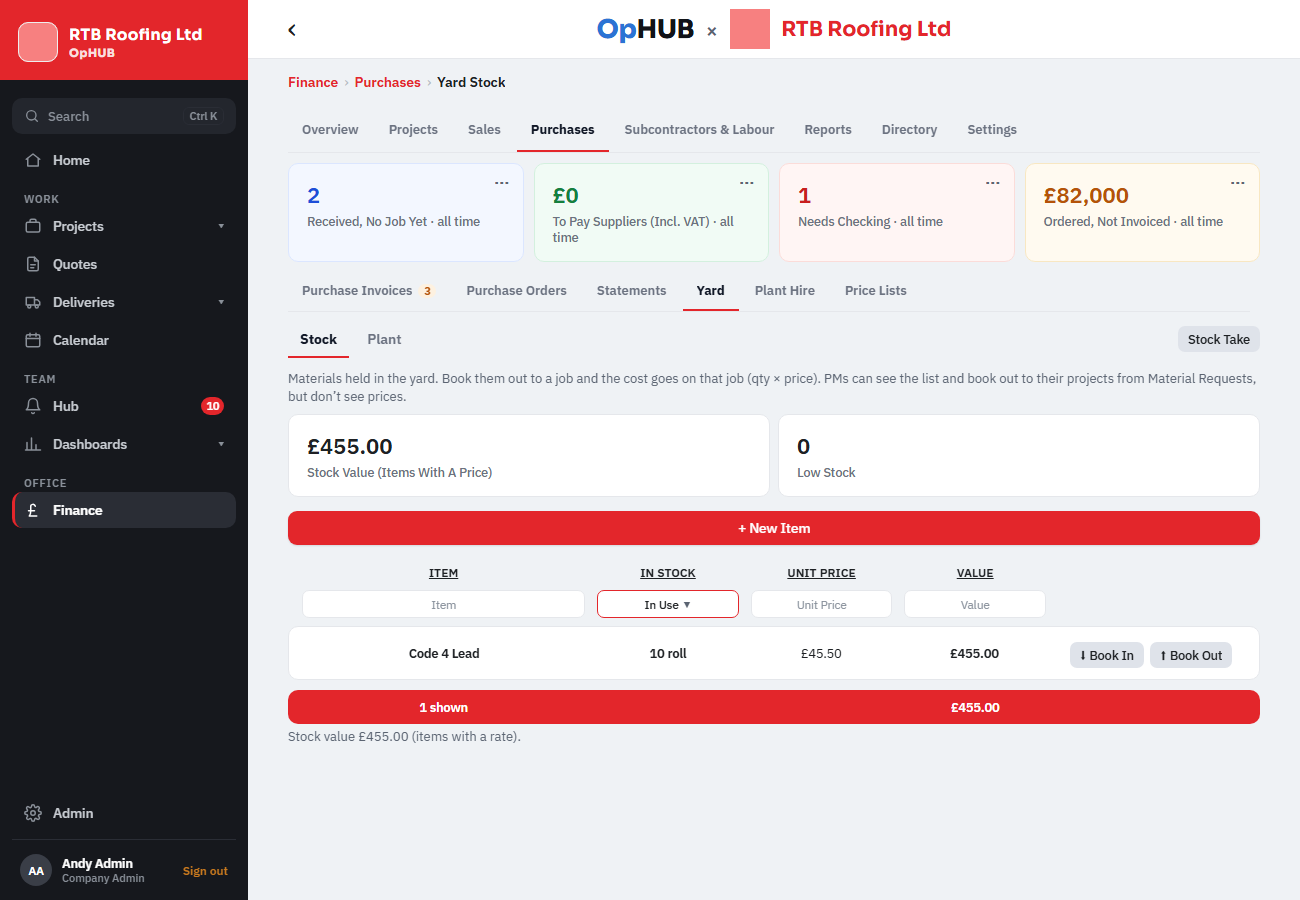 RTB Roofing Ltd
OpHUB
OpHUB × RTB Roofing Ltd
Search Ctrl K
Home
WORK
Projects
Quotes
Deliveries
Calendar
TEAM
Hub 10
Dashboards
OFFICE
Finance
Admin
AA Andy Admin
Company Admin
Sign out
Finance › Purchases › Yard Stock
Overview Projects Sales Purchases Subcontractors & Labour Reports Directory Settings
2
Received, No Job Yet · all time
£0
To Pay Suppliers (Incl. VAT) · all
time
1
Needs Checking · all time
£82,000
Ordered, Not Invoiced · all time
Purchase Invoices 3 Purchase Orders Statements Yard Plant Hire Price Lists
Stock Plant Stock Take
Materials held in the yard. Book them out to a job and the cost goes on that job (qty × price). PMs can see the list and book out to their projects from Material Requests,
but don’t see prices.
£455.00
Stock Value (Items With A Price)
0
Low Stock
+ New Item
ITEM IN STOCK UNIT PRICE VALUE
Item In Use ▼ Unit Price Value
Code 4 Lead 10 roll £45.50 £455.00 ⬇ Book In ⬆ Book Out
1 shown £455.00
Stock value £455.00 (items with a rate).